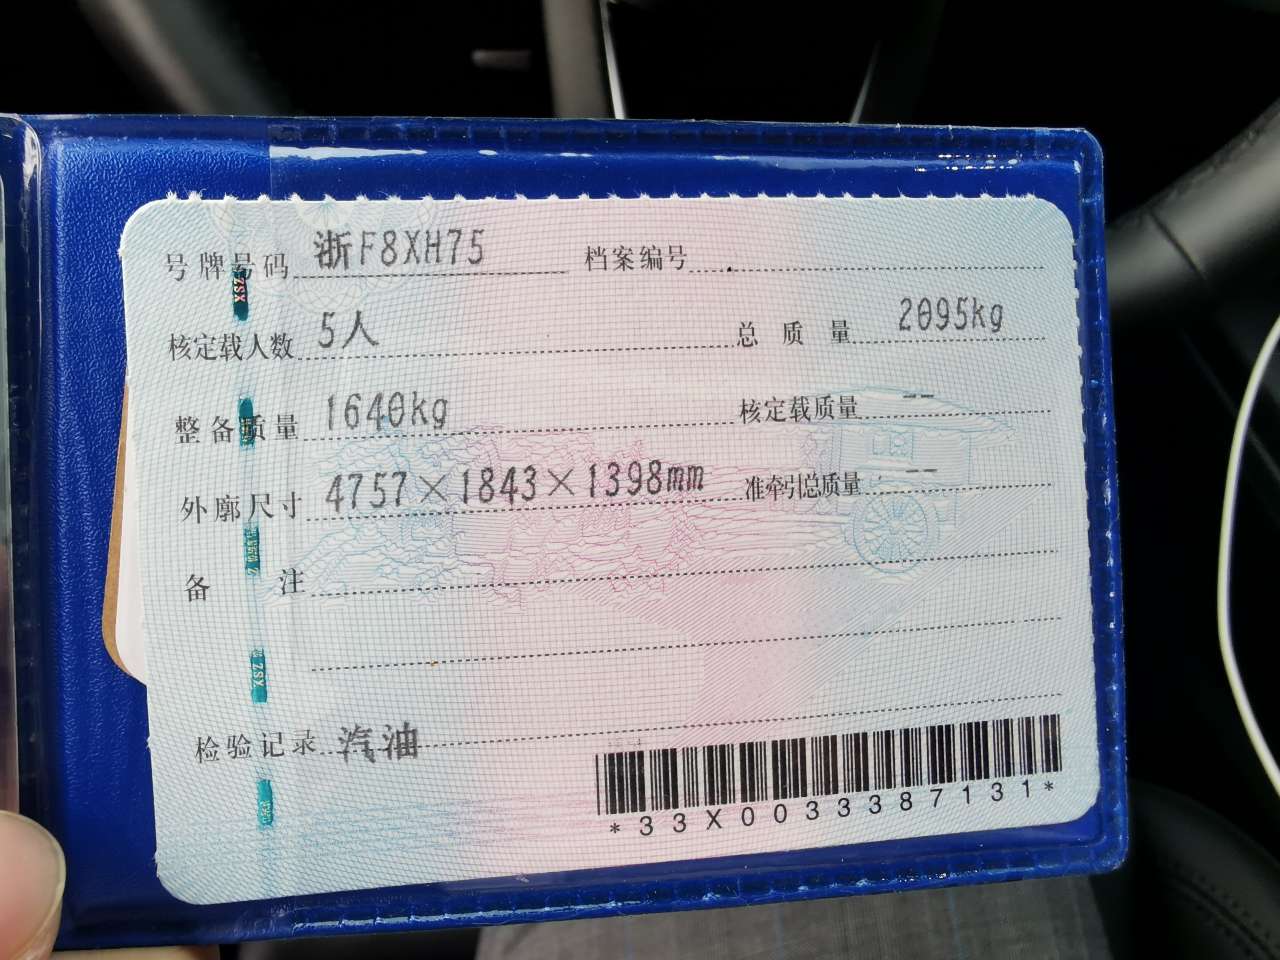 号牌号码 浙F8XH75 档案编号
核定载人数 5人 总质量 2095kg
整备质量 1640kg 核定载质量 --
外廓尺寸 4757×1843×1398mm 准牵引总质量 --
备注
检验记录 汽油
*33X0033387131*
ZSX
ZSX